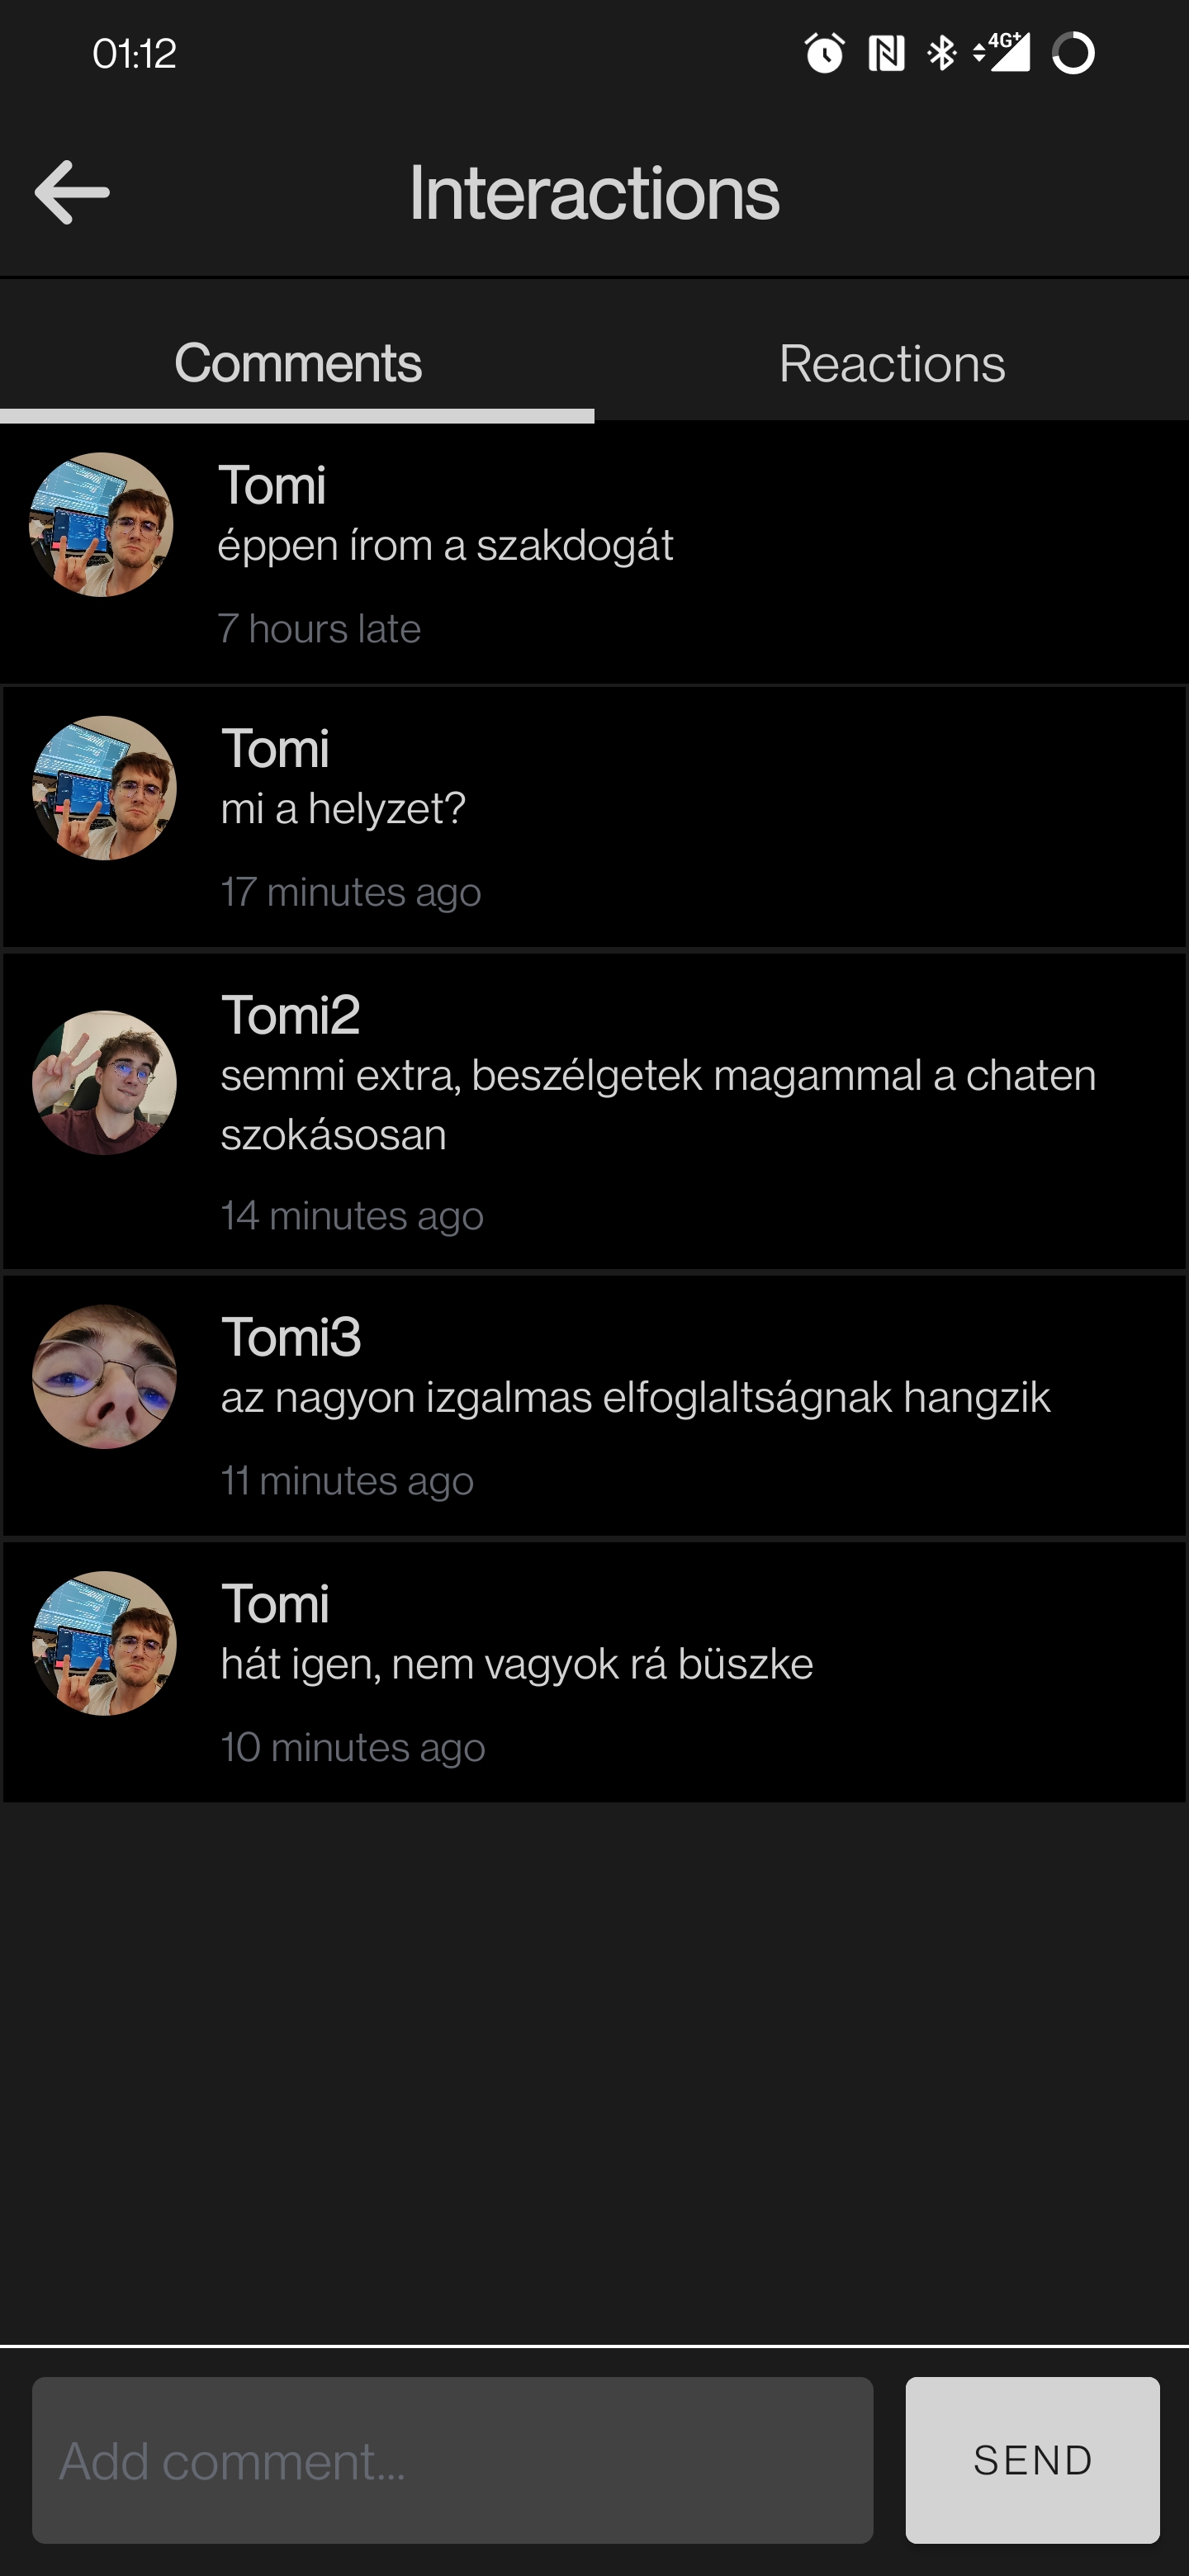 01:12
4G+
Interactions
Comments
Reactions
Tomi
éppen írom a szakdogát
7 hours late
Tomi
mi a helyzet?
17 minutes ago
Tomi2
semmi extra, beszélgetek magammal a chaten
szokásosan
14 minutes ago
Tomi3
az nagyon izgalmas elfoglaltságnak hangzik
11 minutes ago
Tomi
hát igen, nem vagyok rá büszke
10 minutes ago
Add comment...
SEND